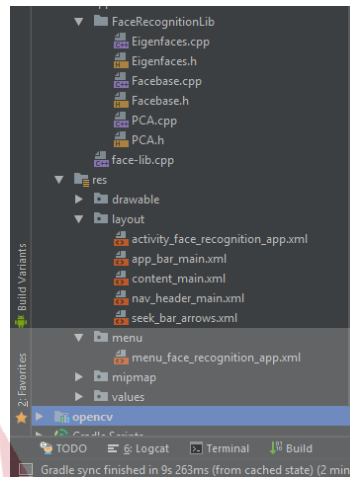 FaceRecognitionLib
Eigenfaces.cpp
Eigenfaces.h
Facebase.cpp
Facebase.h
PCA.cpp
PCA.h
face-lib.cpp
res
drawable
layout
activity_face_recognition_app.xml
app_bar_main.xml
content_main.xml
nav_header_main.xml
seek_bar_arrows.xml
menu
menu_face_recognition_app.xml
mipmap
values
opencv
Gradle Scripts
Build Variants
2: Favorites
TODO 6: Logcat Terminal Build
Gradle sync finished in 9s 263ms (from cached state) (2 min